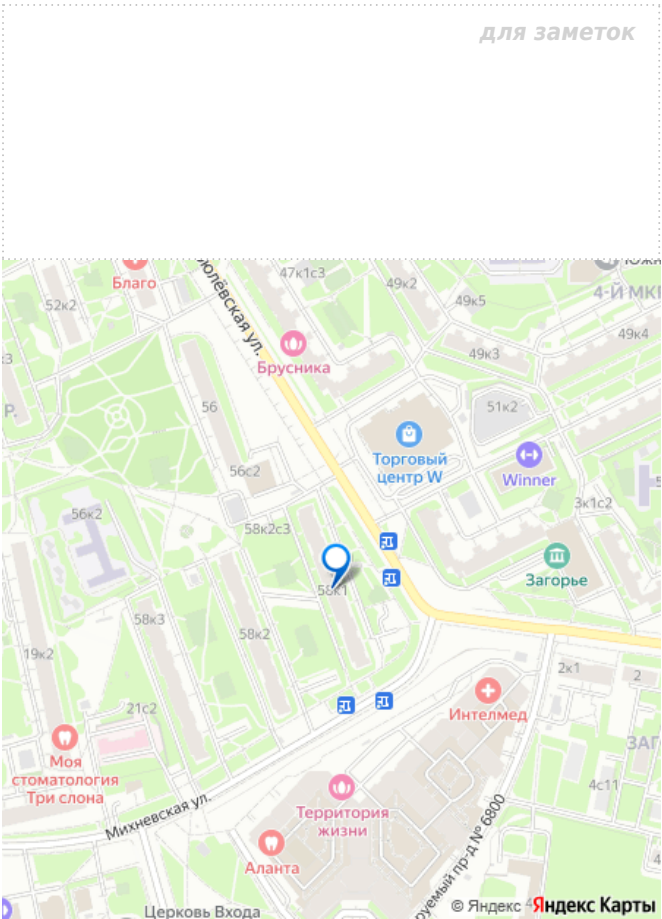 для заметок
Благо
47к1с3
49к2
4-Й МКР
49к5
52к2
49к4
49к3
Брусника
56
51к2
Торговый
центр W
Winner
56с2
3к1с2
56к2
58к2с3
58к1
Загорье
58к3
58к2
19к2
2к1
2
21с2
Интелмед
Моя
стоматология
Три слона
4с11
Михневская ул.
Территория
жизни
Аланта
Церковь Входа
© Яндекс
Яндекс Карты